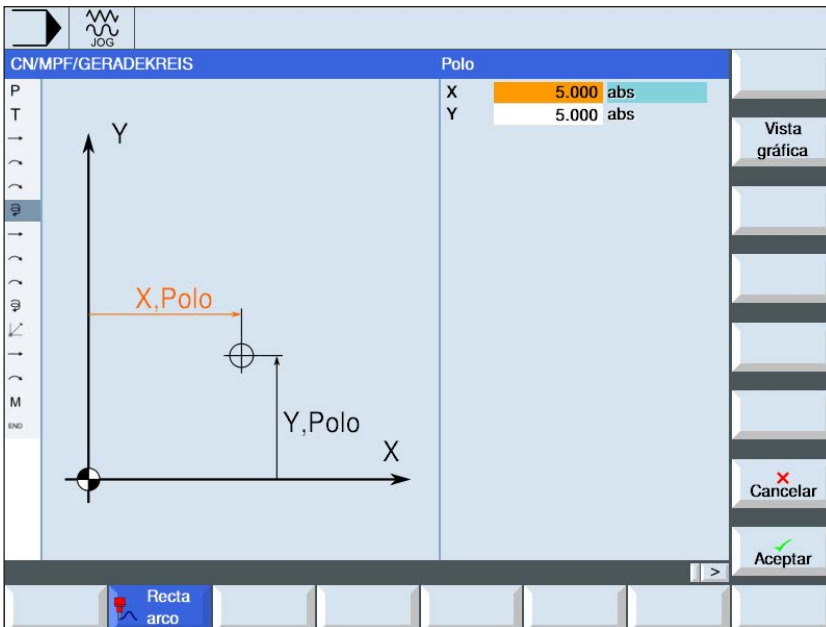 JOG
CN/MPF/GERADEKREIS Polo
X 5.000 abs
Y 5.000 abs
P
T
M
END
Y
X,Polo
Y,Polo
X
Vista
gráfica
Cancelar
Aceptar
>
Recta
arco